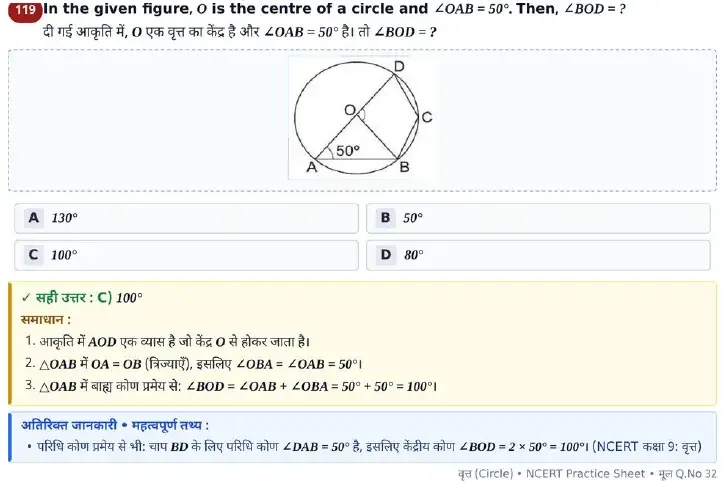 119 In the given figure, O is the centre of a circle and ∠OAB = 50°. Then, ∠BOD = ?
दी गई आकृति में, O एक वृत्त का केंद्र है और ∠OAB = 50° है। तो ∠BOD = ?
D
O
C
50°
A
B
A 130°
B 50°
C 100°
D 80°
✓ सही उत्तर : C) 100°
समाधान :
1. आकृति में AOD एक व्यास है जो केंद्र O से होकर जाता है।
2. △OAB में OA = OB (त्रिज्याएँ), इसलिए ∠OBA = ∠OAB = 50°।
3. △OAB में बाह्य कोण प्रमेय से: ∠BOD = ∠OAB + ∠OBA = 50° + 50° = 100°।
अतिरिक्त जानकारी • महत्वपूर्ण तथ्य :
• परिधि कोण प्रमेय से भी: चाप BD के लिए परिधि कोण ∠DAB = 50° है, इसलिए केंद्रीय कोण ∠BOD = 2 × 50° = 100°। (NCERT कक्षा 9: वृत्त)
वृत्त (Circle) • NCERT Practice Sheet • मूल Q.No 32